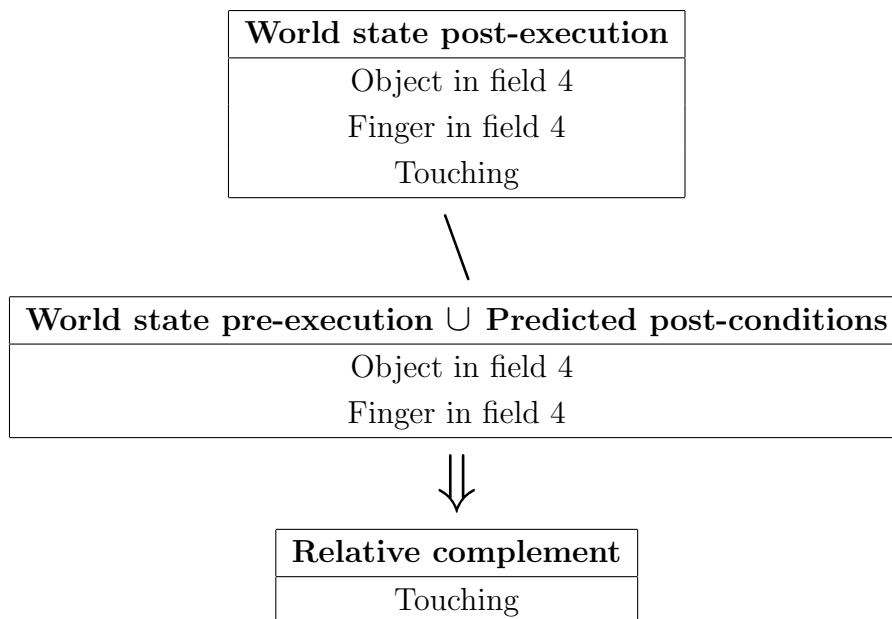 World state post-execution
Object in field 4
Finger in field 4
Touching
\
World state pre-execution ∪ Predicted post-conditions
Object in field 4
Finger in field 4
⇓
Relative complement
Touching